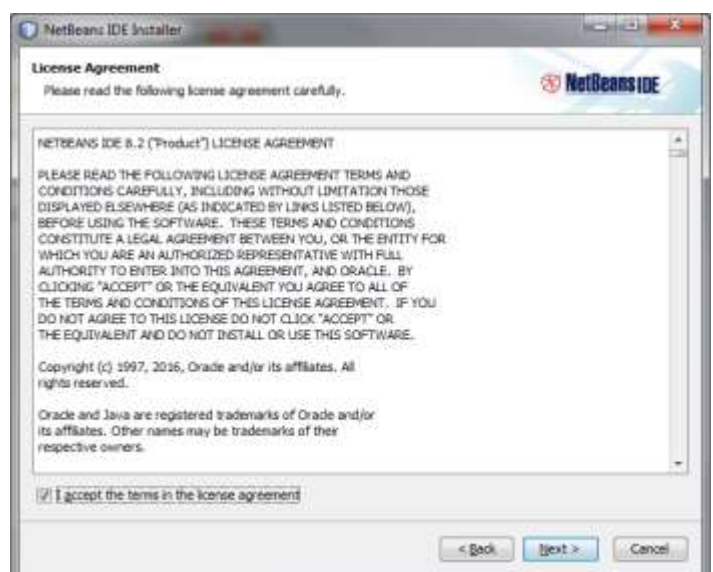 NetBeans IDE Installer
License Agreement
Please read the following license agreement carefully.
NetBeans IDE
NETBEANS IDE 8.2 ("Product") LICENSE AGREEMENT
PLEASE READ THE FOLLOWING LICENSE AGREEMENT TERMS AND
CONDITIONS CAREFULLY, INCLUDING WITHOUT LIMITATION THOSE
DISPLAYED ELSEWHERE (AS INDICATED BY LINKS LISTED BELOW),
BEFORE USING THE SOFTWARE. THESE TERMS AND CONDITIONS
CONSTITUTE A LEGAL AGREEMENT BETWEEN YOU, OR THE ENTITY FOR
WHICH YOU ARE AN AUTHORIZED REPRESENTATIVE WITH FULL
AUTHORITY TO ENTER INTO THIS AGREEMENT, AND ORACLE. BY
CLICKING "ACCEPT" OR THE EQUIVALENT YOU AGREE TO ALL OF
THE TERMS AND CONDITIONS OF THIS LICENSE AGREEMENT. IF YOU
DO NOT AGREE TO THIS LICENSE DO NOT CLICK "ACCEPT" OR
THE EQUIVALENT AND DO NOT INSTALL OR USE THIS SOFTWARE.
Copyright (c) 1997, 2016, Oracle and/or its affiliates. All
rights reserved.
Oracle and Java are registered trademarks of Oracle and/or
its affiliates. Other names may be trademarks of their
respective owners.
I accept the terms in the license agreement
< Back
Next >
Cancel